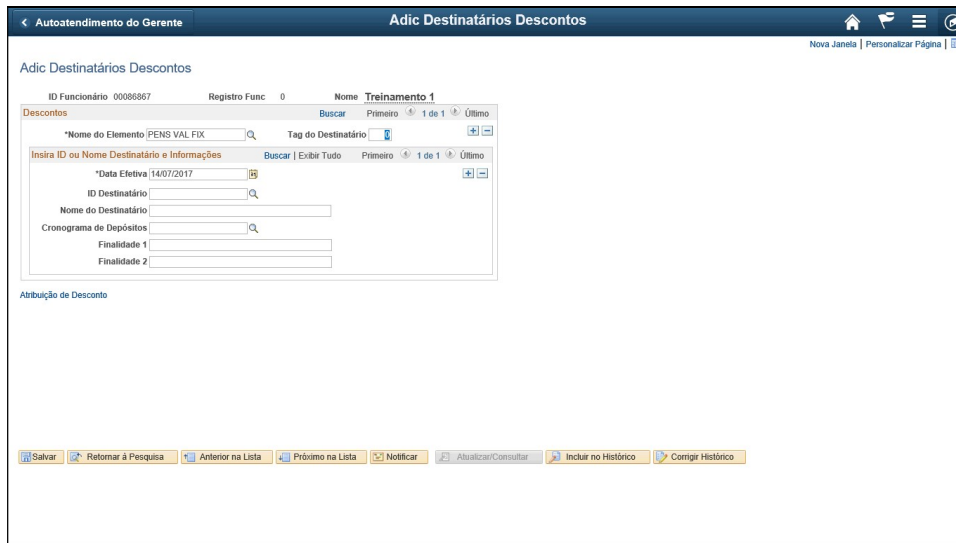 Autoatendimento do Gerente
Adic Destinatários Descontos
Nova Janela | Personalizar Página |
Adic Destinatários Descontos
ID Funcionário 00086867 Registro Func 0 Nome Treinamento 1
Descontos Buscar Primeiro 1 de 1 Último
*Nome do Elemento PENS VAL FIX Tag do Destinatário 0
Insira ID ou Nome Destinatário e Informações Buscar | Exibir Tudo Primeiro 1 de 1 Último
*Data Efetiva 14/07/2017
ID Destinatário
Nome do Destinatário
Cronograma de Depósitos
Finalidade 1
Finalidade 2
Atribuição de Desconto
Salvar Retornar à Pesquisa Anterior na Lista Próximo na Lista Notificar Atualizar/Consultar Incluir no Histórico Corrigir Histórico